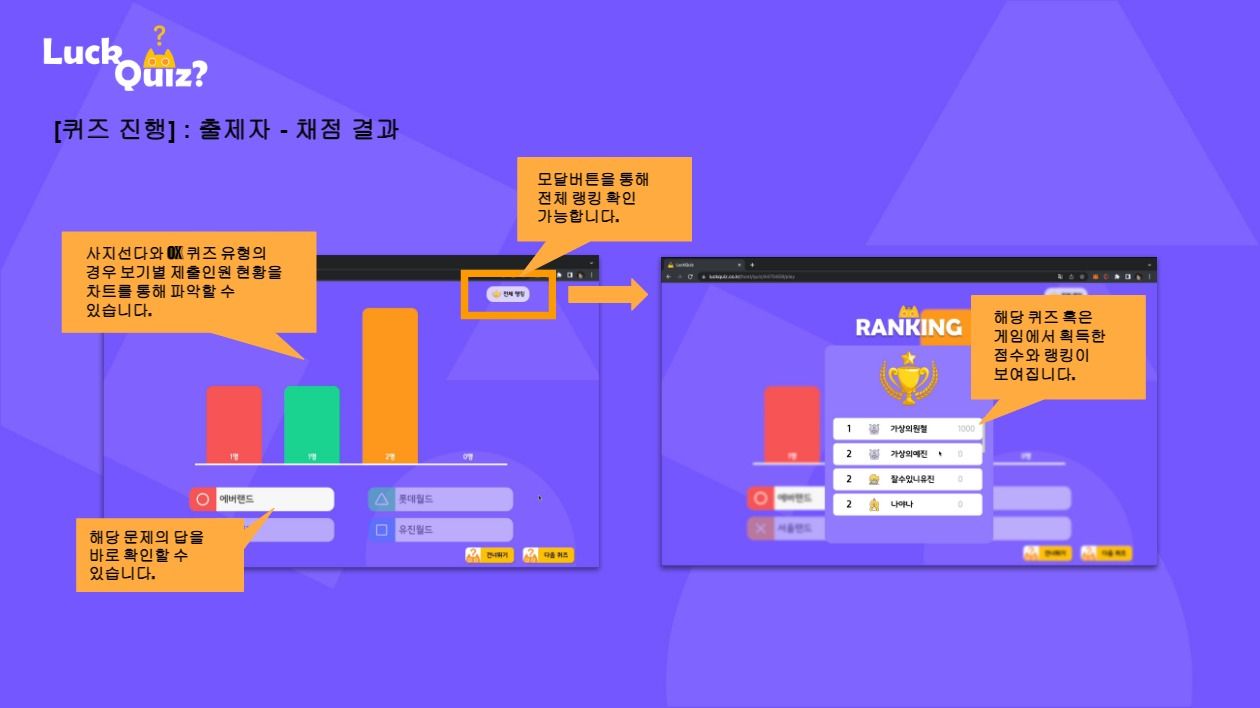 Luck
Quiz?
[퀴즈 진행] : 출제자 - 채점 결과
모달버튼을 통해
전체 랭킹 확인
가능합니다.
사지선다와 OX 퀴즈 유형의
경우 보기별 제출인원 현황을
차트를 통해 파악할 수
있습니다.
전체 랭킹
1명
1명
2명
0명
에버랜드
롯데월드
유진월드
건너뛰기
다음 퀴즈
해당 문제의 답을
바로 확인할 수
있습니다.
LuckQuiz
RANKING
해당 퀴즈 혹은
게임에서 획득한
점수와 랭킹이
보여집니다.
1 가상의원철 1000
2 가상의예진 0
2 잘수있니유진 0
2 나야나 0
에버랜드
서울랜드
건너뛰기
다음 퀴즈